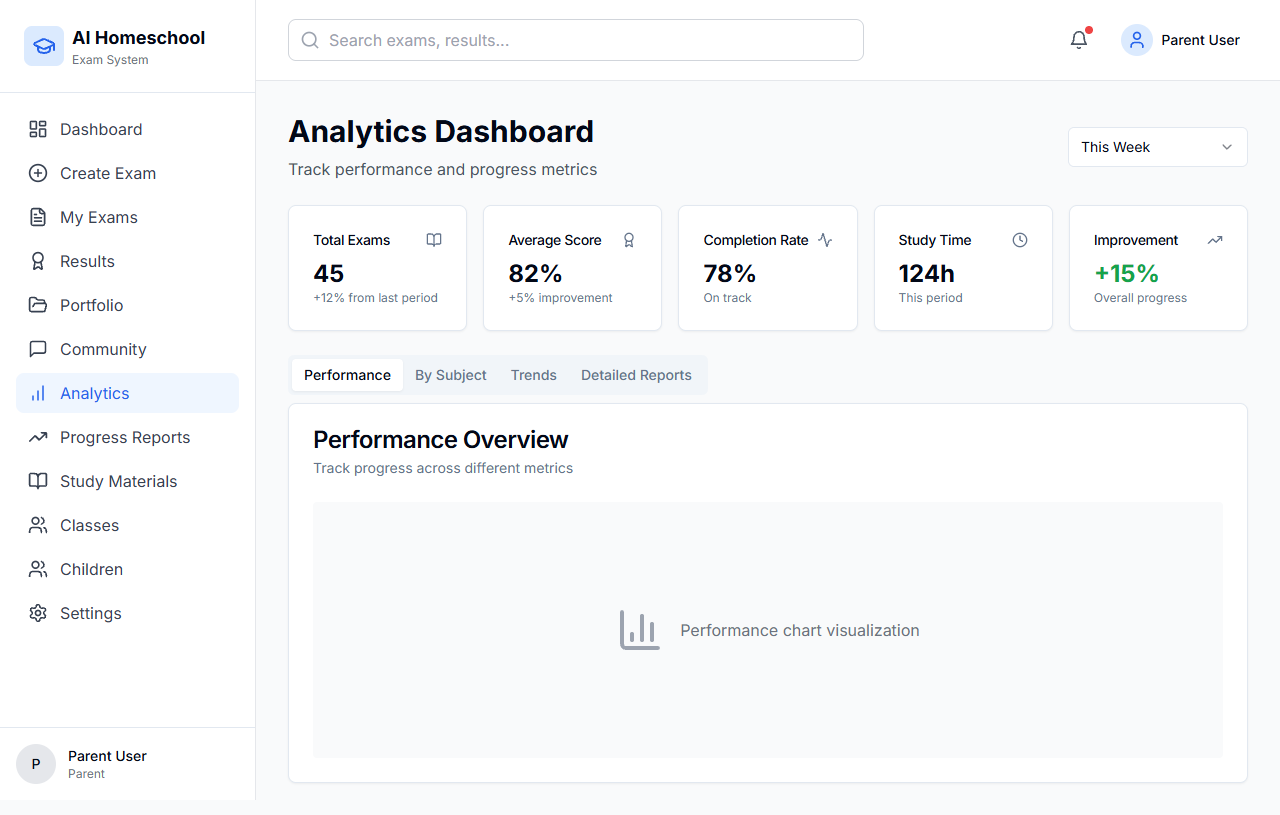 AI Homeschool
Exam System
Search exams, results...
Parent User
Dashboard
Create Exam
My Exams
Results
Portfolio
Community
Analytics
Progress Reports
Study Materials
Classes
Children
Settings
P
Parent User
Parent
Analytics Dashboard
Track performance and progress metrics
This Week
Total Exams
45
+12% from last period
Average Score
82%
+5% improvement
Completion Rate
78%
On track
Study Time
124h
This period
Improvement
+15%
Overall progress
Performance
By Subject
Trends
Detailed Reports
Performance Overview
Track progress across different metrics
Performance chart visualization